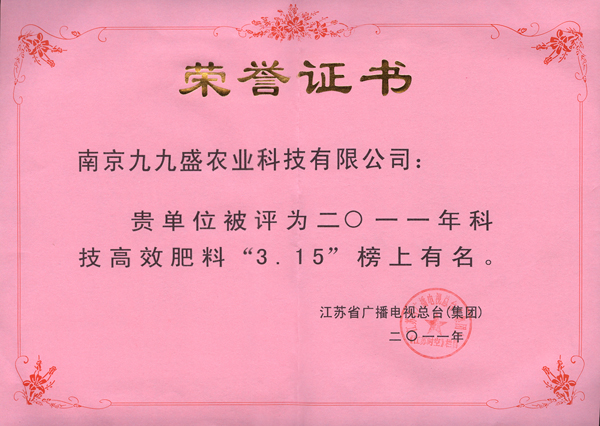 荣誉证书
南京九九盛农业科技有限公司：
贵单位被评为二〇一一年科
技高效肥料“3.15”榜上有名。
江苏省广播电视总台(集团)
二〇一一年